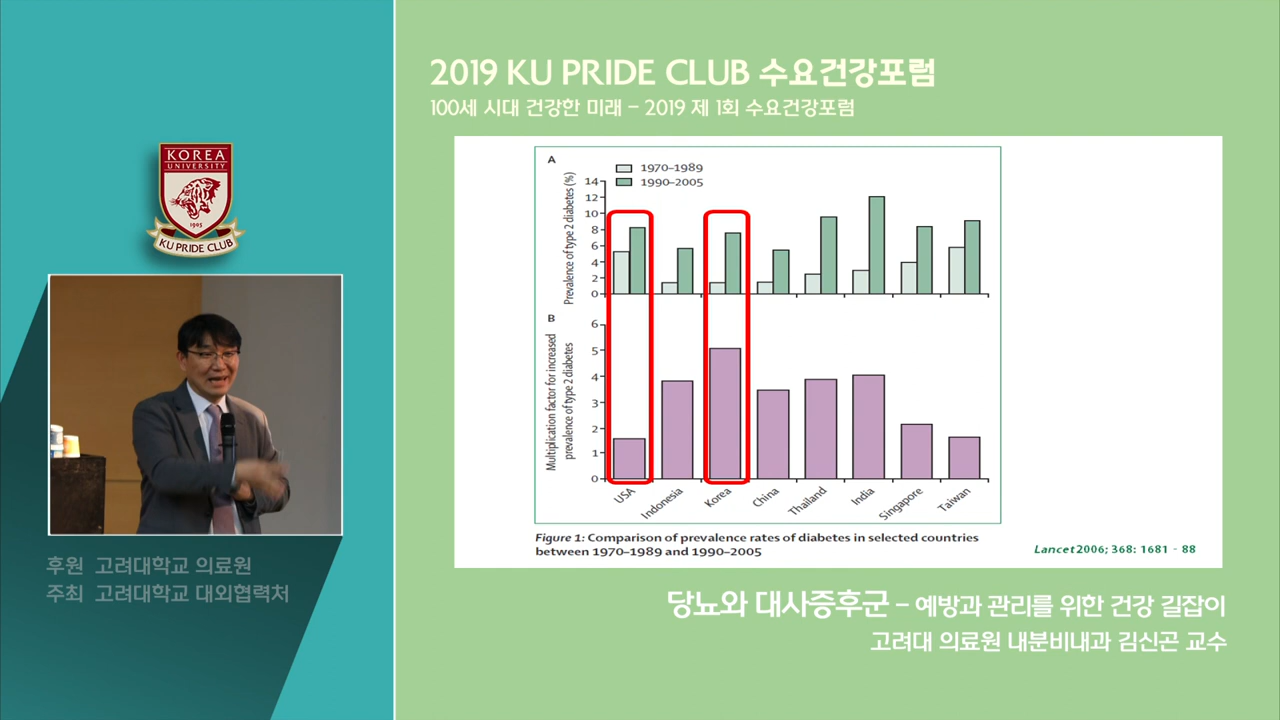 2019 KU PRIDE CLUB 수요건강포럼
100세 시대 건강한 미래 – 2019 제 1회 수요건강포럼
KOREA
UNIVERSITY
1905
KU PRIDE CLUB
후원 고려대학교 의료원
주최 고려대학교 대외협력처
A
1970–1989
1990–2005
Prevalence of type 2 diabetes (%)
14
12
10
8
6
4
2
0
B
Multiplication factor for increased
prevalence of type 2 diabetes
6
5
4
3
2
1
0
USA
Indonesia
Korea
China
Thailand
India
Singapore
Taiwan
Figure 1: Comparison of prevalence rates of diabetes in selected countries
between 1970–1989 and 1990–2005
Lancet 2006; 368: 1681 - 88
당뇨와 대사증후군 – 예방과 관리를 위한 건강 길잡이
고려대 의료원 내분비내과 김신곤 교수